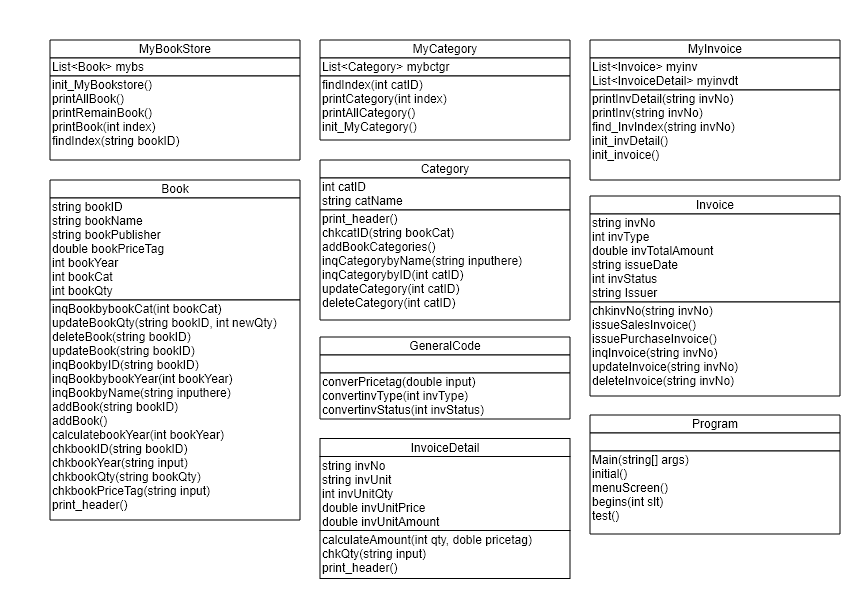 MyBookStore
List<Book> mybs
init_MyBookstore()
printAllBook()
printRemainBook()
printBook(int index)
findIndex(string bookID)
Book
string bookID
string bookName
string bookPublisher
double bookPriceTag
int bookYear
int bookCat
int bookQty
inqBookbybookCat(int bookCat)
updateBookQty(string bookID, int newQty)
deleteBook(string bookID)
updateBook(string bookID)
inqBookbyID(string bookID)
inqBookbybookYear(int bookYear)
inqBookbyName(string inputhere)
addBook(string bookID)
addBook()
calculatebookYear(int bookYear)
chkbookID(string bookID)
chkbookYear(string input)
chkbookQty(string bookQty)
chkbookPriceTag(string input)
print_header()
MyCategory
List<Category> mybctgr
findIndex(int catID)
printCategory(int index)
printAllCategory()
init_MyCategory()
Category
int catID
string catName
print_header()
chkcatID(string bookCat)
addBookCategories()
inqCategorybyName(string inputhere)
inqCategorybyID(int catID)
updateCategory(int catID)
deleteCategory(int catID)
GeneralCode
converPricetag(double input)
convertinvType(int invType)
convertinvStatus(int invStatus)
InvoiceDetail
string invNo
string invUnit
int invUnitQty
double invUnitPrice
double invUnitAmount
calculateAmount(int qty, doble pricetag)
chkQty(string input)
print_header()
MyInvoice
List<Invoice> myinv
List<InvoiceDetail> myinvdt
printInvDetail(string invNo)
printInv(string invNo)
find_InvIndex(string invNo)
init_invDetail()
init_invoice()
Invoice
string invNo
int invType
double invTotalAmount
string issueDate
int invStatus
string Issuer
chkinvNo(string invNo)
issueSalesInvoice()
issuePurchaseInvoice()
inqInvoice(string invNo)
updateInvoice(string invNo)
deleteInvoice(string invNo)
Program
Main(string[] args)
initial()
menuScreen()
begins(int slt)
test()